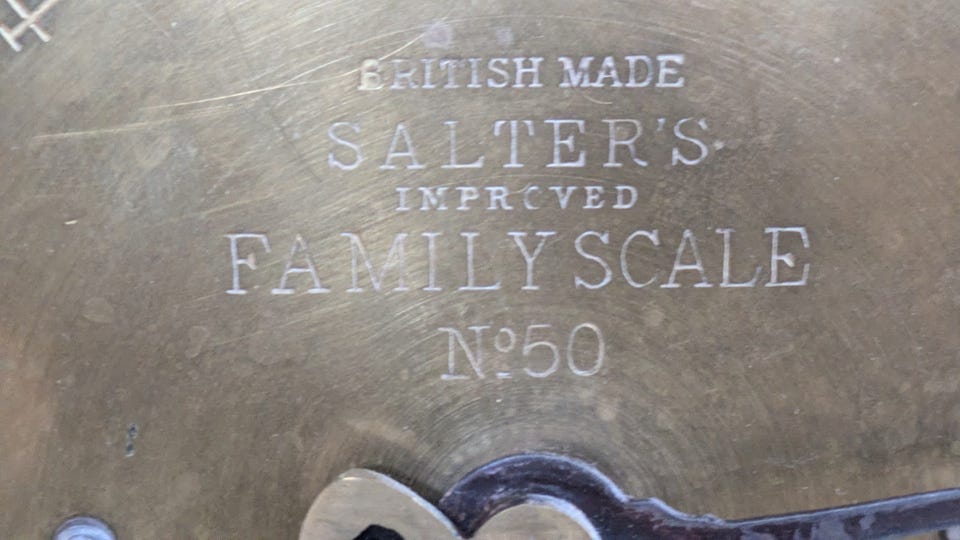 BRITISH MADE
SALTER'S
IMPROVED
FAMILY SCALE
Nº50